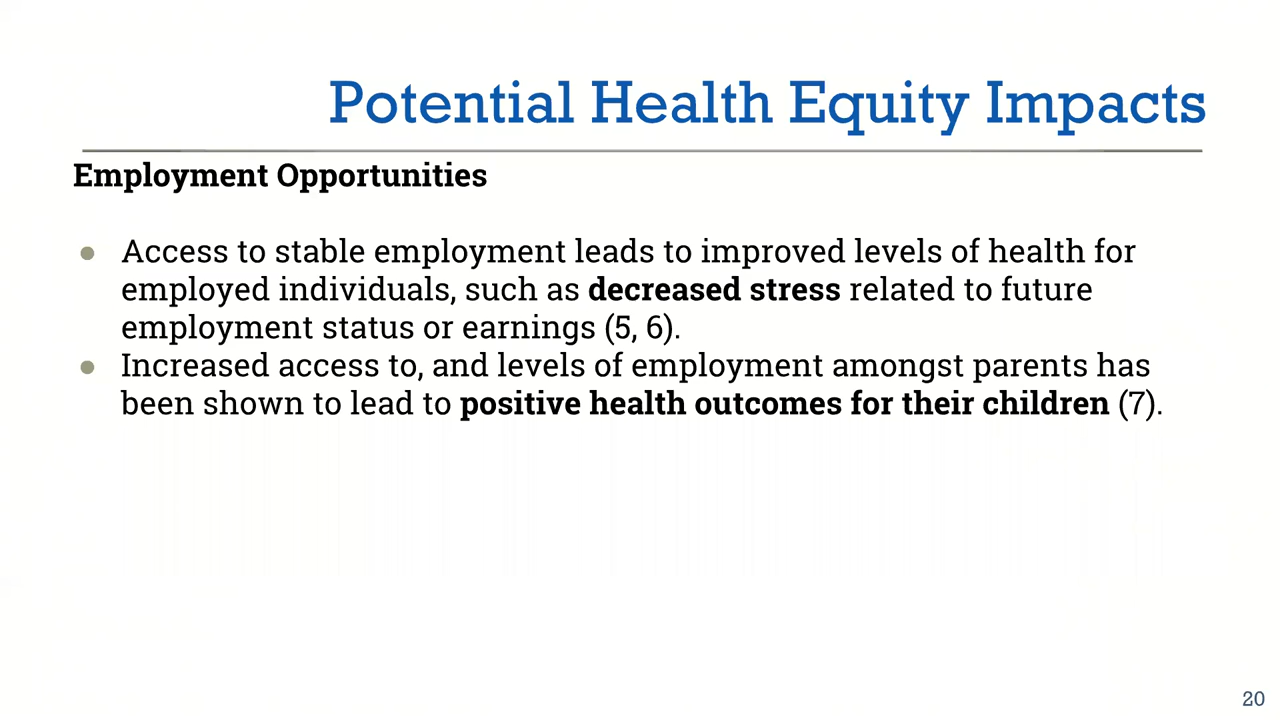 Potential Health Equity Impacts
Employment Opportunities
● Access to stable employment leads to improved levels of health for
employed individuals, such as decreased stress related to future
employment status or earnings (5, 6).
● Increased access to, and levels of employment amongst parents has
been shown to lead to positive health outcomes for their children (7).
20